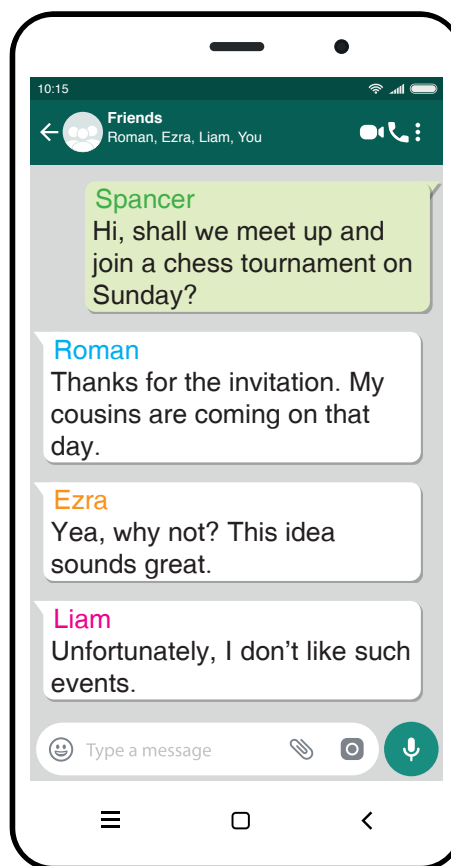 10:15
Friends
Roman, Ezra, Liam, You
Spancer
Hi, shall we meet up and
join a chess tournament on
Sunday?
Roman
Thanks for the invitation. My
cousins are coming on that
day.
Ezra
Yea, why not? This idea
sounds great.
Liam
Unfortunately, I don't like such
events.
Type a message